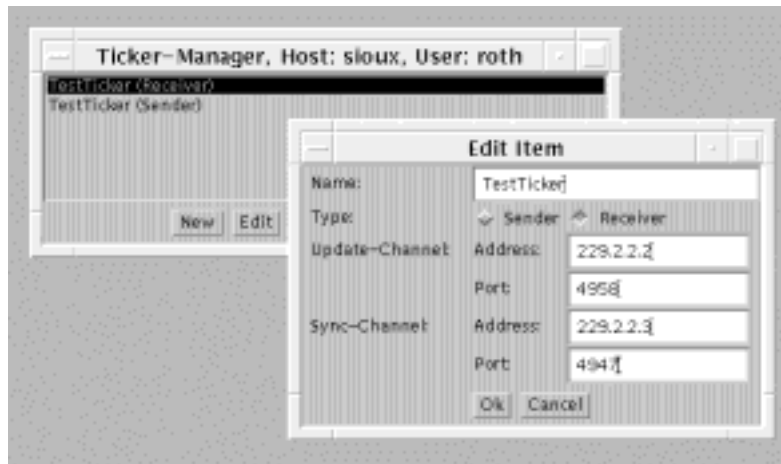 Ticker-Manager, Host: sioux, User: roth
TestTicker (Receiver)
TestTicker (Sender)
New Edit
Edit Item
Name: TestTicker
Type: Sender Receiver
Update-Channel: Address: 229.2.2.2
Port: 4958
Sync-Channel: Address: 229.2.2.3
Port: 4947
Ok Cancel